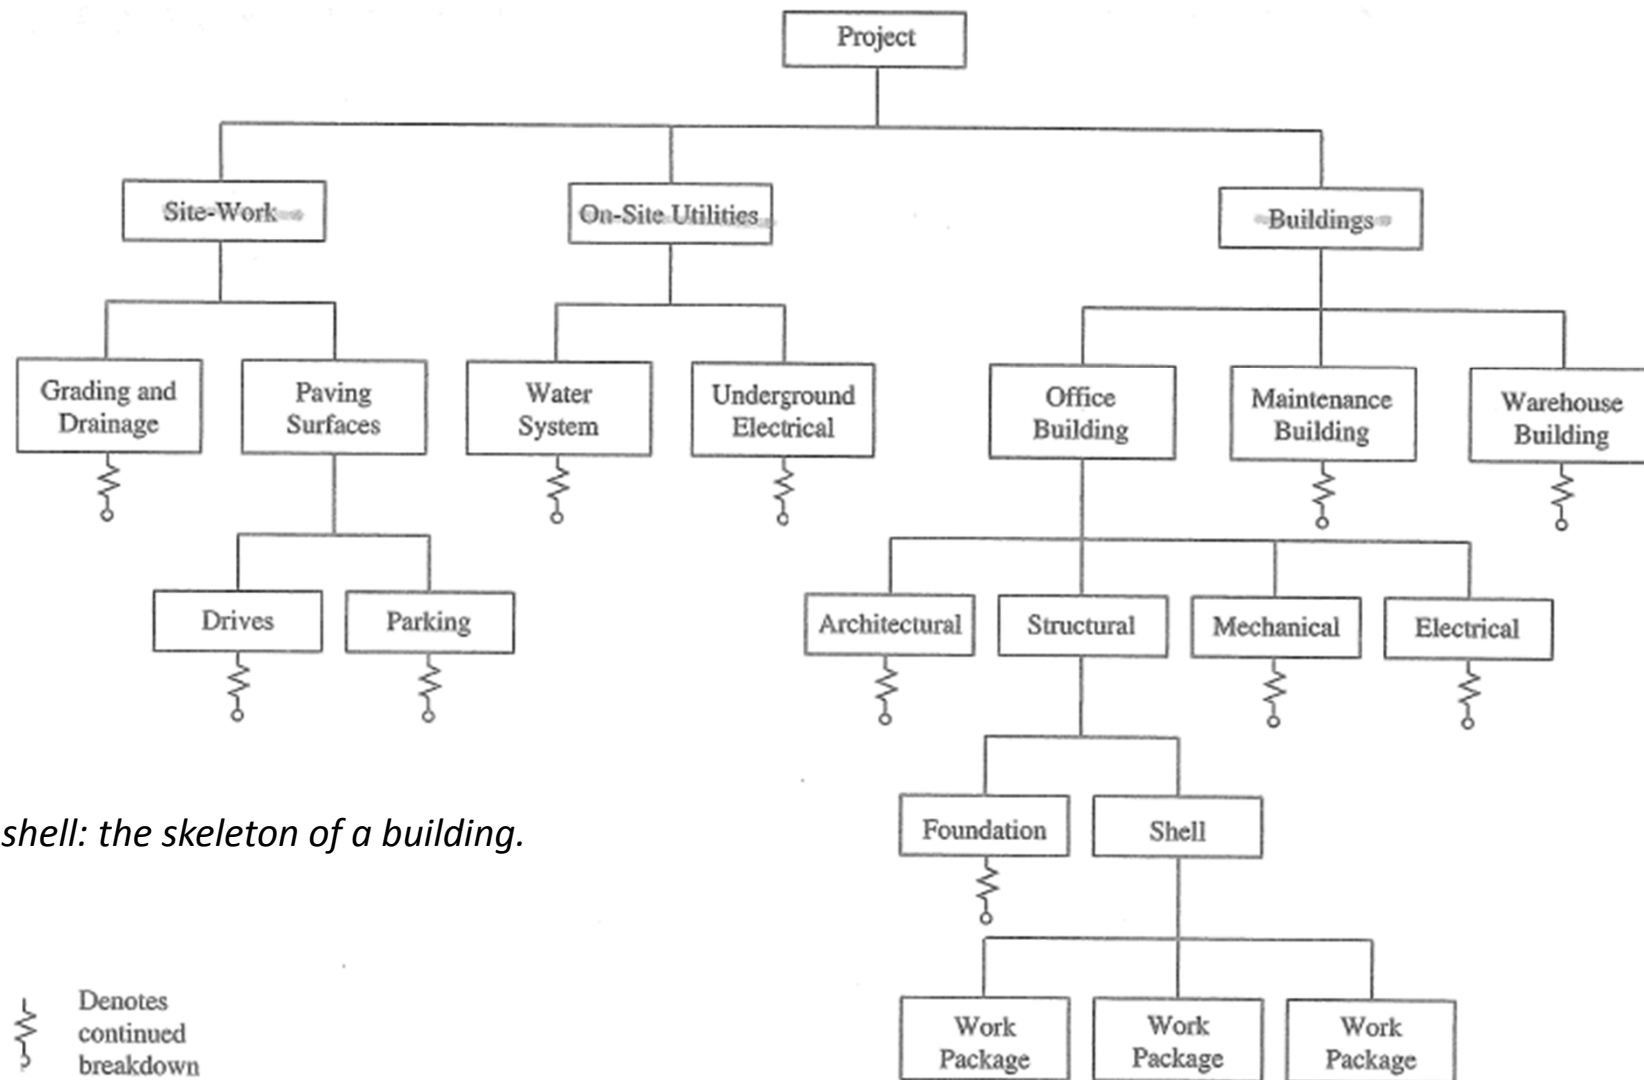 Project
Site-Work
On-Site Utilities
Buildings
Grading and
Drainage
Paving
Surfaces
Water
System
Underground
Electrical
Office
Building
Maintenance
Building
Warehouse
Building
Drives
Parking
Architectural
Structural
Mechanical
Electrical
Foundation
Shell
shell: the skeleton of a building.
Work
Package
Work
Package
Work
Package
Denotes
continued
breakdown